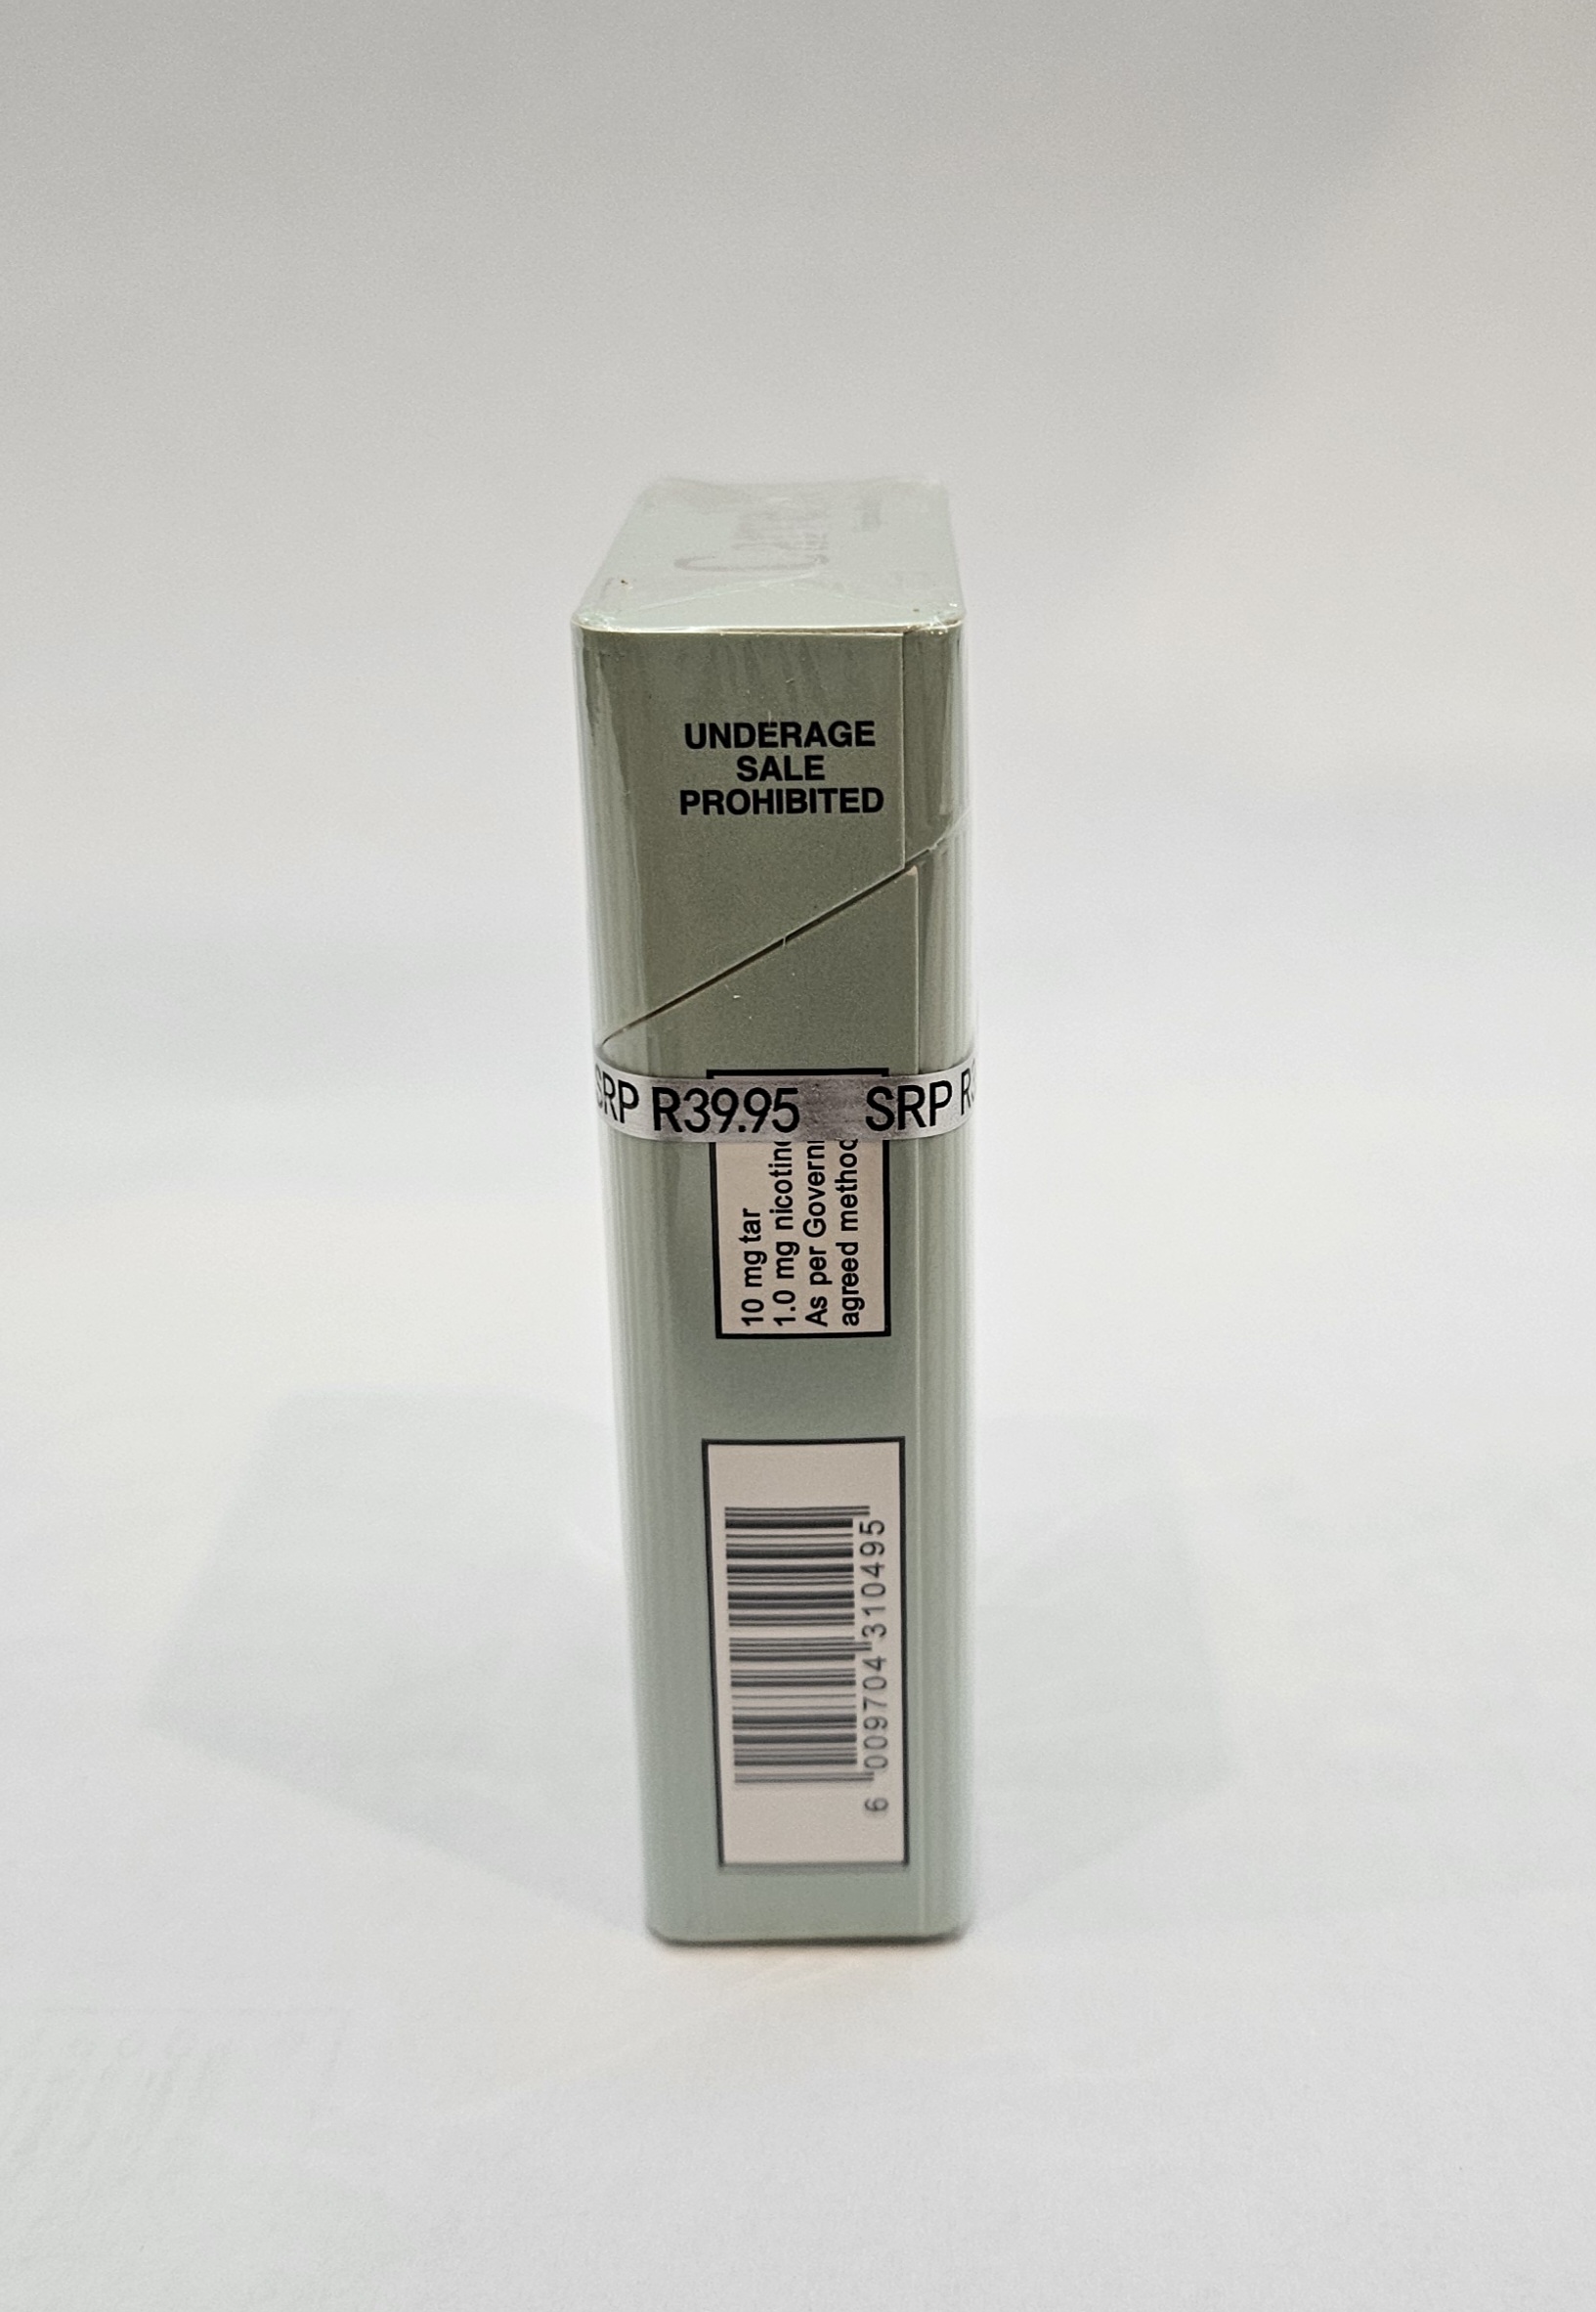 UNDERAGE
SALE
PROHIBITED
SRP R39.95 SRP
10 mg tar
1.0 mg nicotine
As per
agreed
6 009704 310495